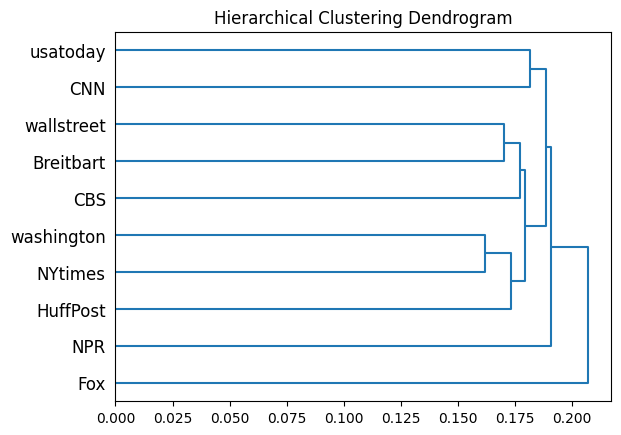 Hierarchical Clustering Dendrogram
usatoday
CNN
wallstreet
Breitbart
CBS
washington
NYtimes
HuffPost
NPR
Fox
0.000 0.025 0.050 0.075 0.100 0.125 0.150 0.175 0.200